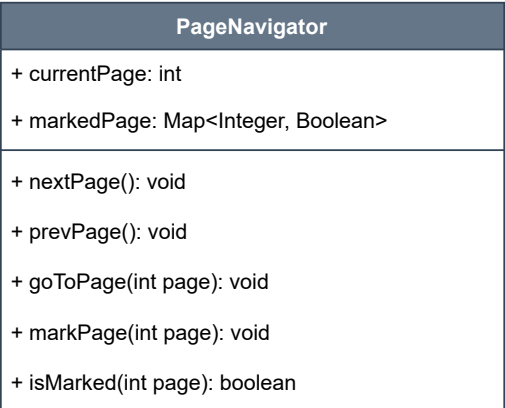 PageNavigator
+ currentPage: int
+ markedPage: Map<Integer, Boolean>
+ nextPage(): void
+ prevPage(): void
+ goToPage(int page): void
+ markPage(int page): void
+ isMarked(int page): boolean